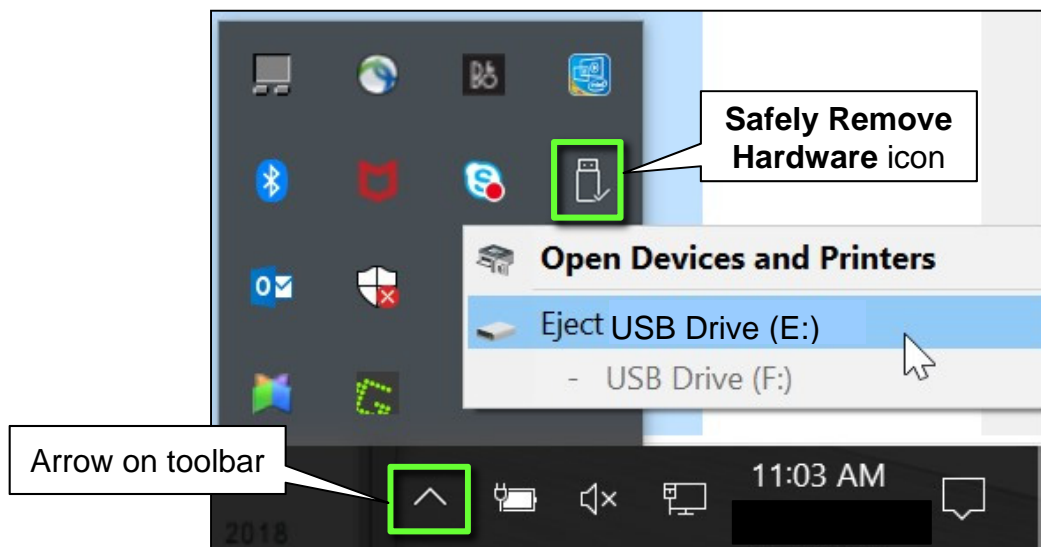 Safely Remove
Hardware icon
Open Devices and Printers
Eject USB Drive (E:)
- USB Drive (F:)
Arrow on toolbar
11:03 AM
2018